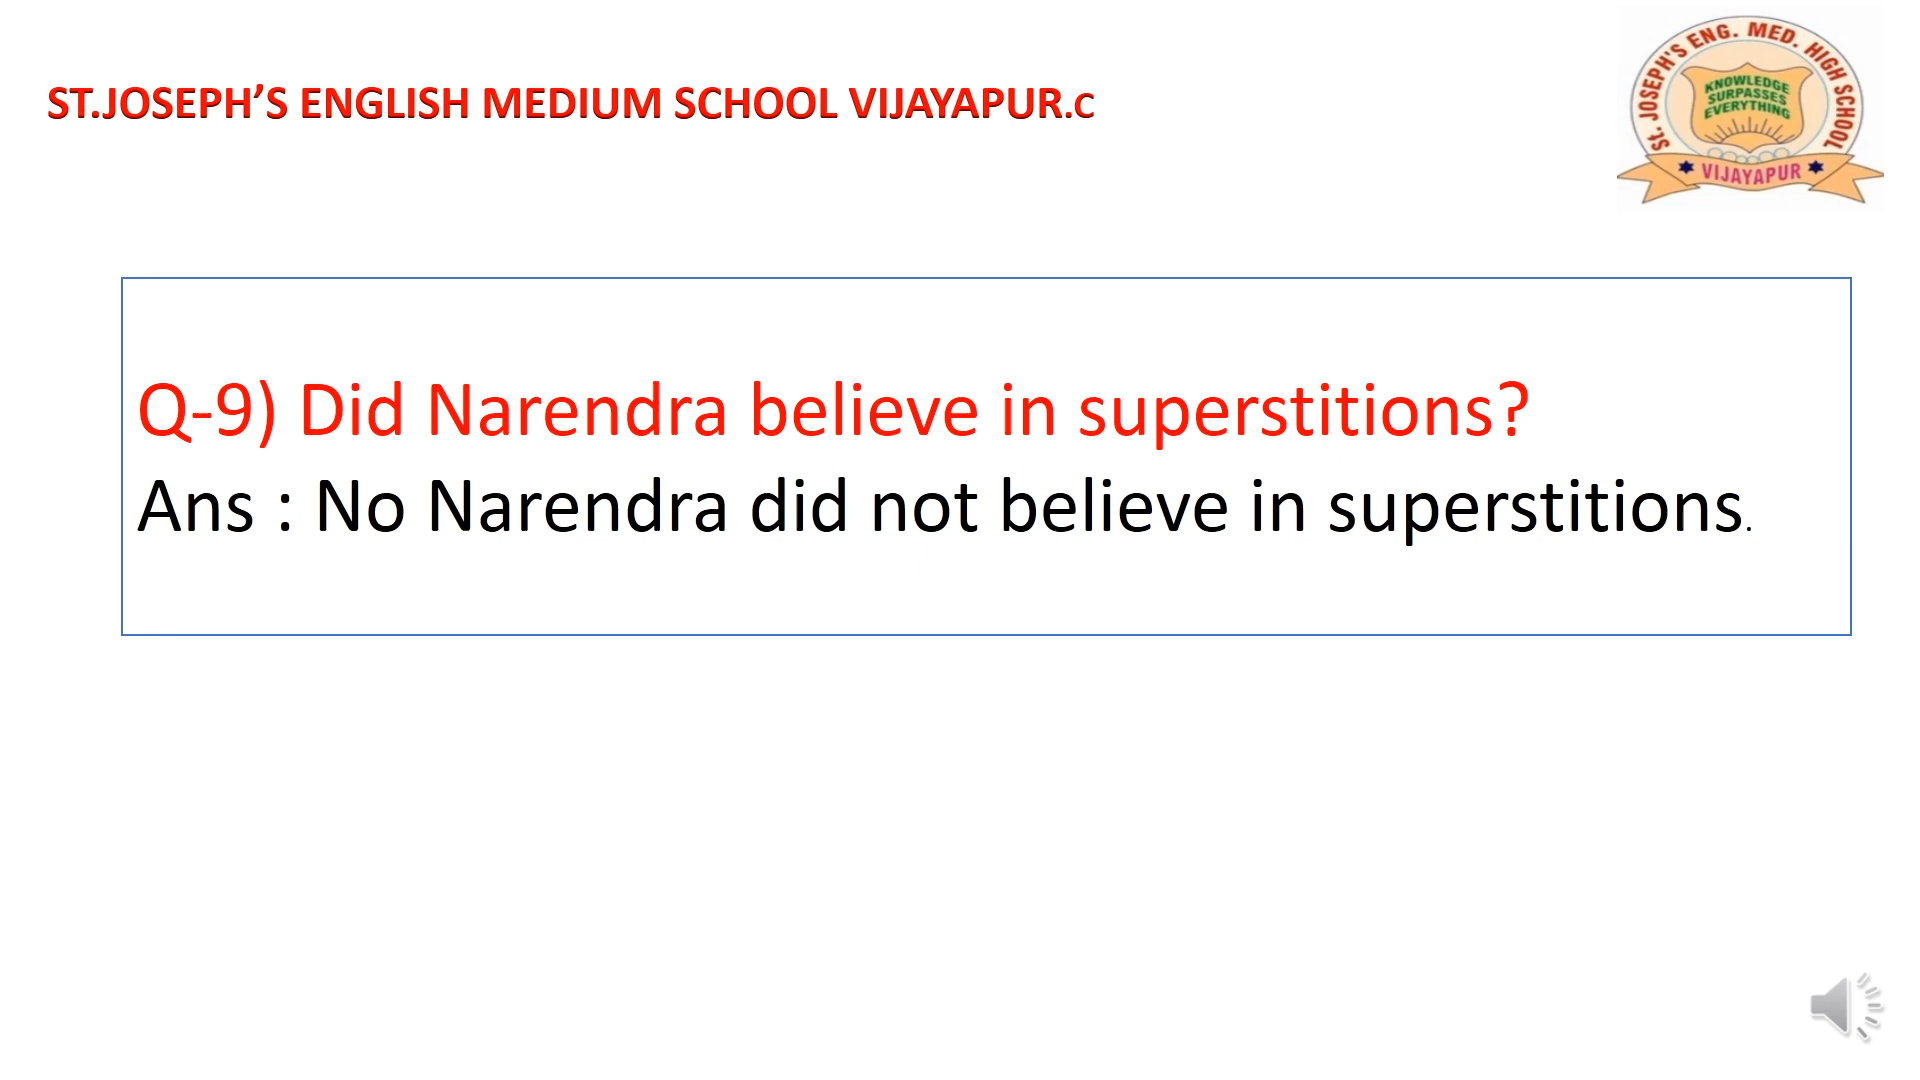 ST.JOSEPH’S ENGLISH MEDIUM SCHOOL VIJAYAPUR.C
St. JOSEPH'S ENG. MED. HIGH SCHOOL
KNOWLEDGE
SURPASSES
EVERYTHING
VIJAYAPUR
Q-9) Did Narendra believe in superstitions?
Ans : No Narendra did not believe in superstitions.